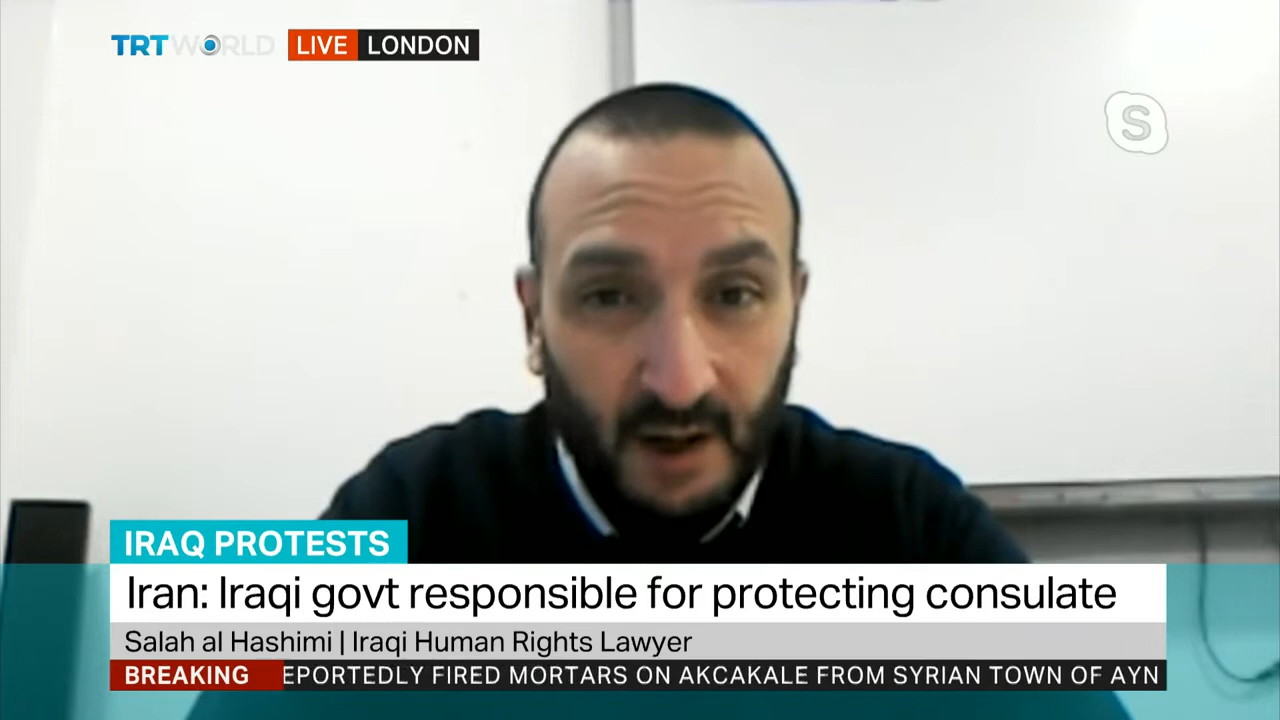 TRT WORLD LIVE LONDON
S
IRAQ PROTESTS
Iran: Iraqi govt responsible for protecting consulate
Salah al Hashimi | Iraqi Human Rights Lawyer
BREAKING EPORTEDLY FIRED MORTARS ON AKCAKALE FROM SYRIAN TOWN OF AYN